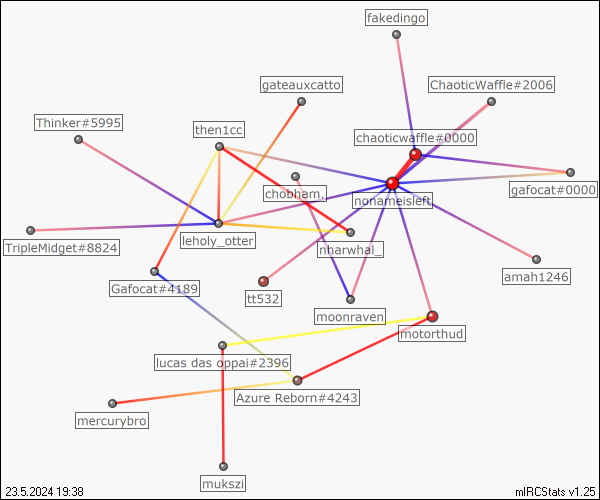 fakedingo
gateauxcatto
ChaoticWaffle#2006
Thinker#5995
then1cc
chaoticwaffle#0000
chobham.
gafocat#0000
nonameisleft
leholy_otter
nharwhal_
TripleMidget#8824
amah1246
Gafocat#4189
tt532
moonraven
motorthud
lucas das oppai#2396
Azure Reborn#4243
mercurybro
mukszi
23.5.2024 19:38
mIRCStats v1.25